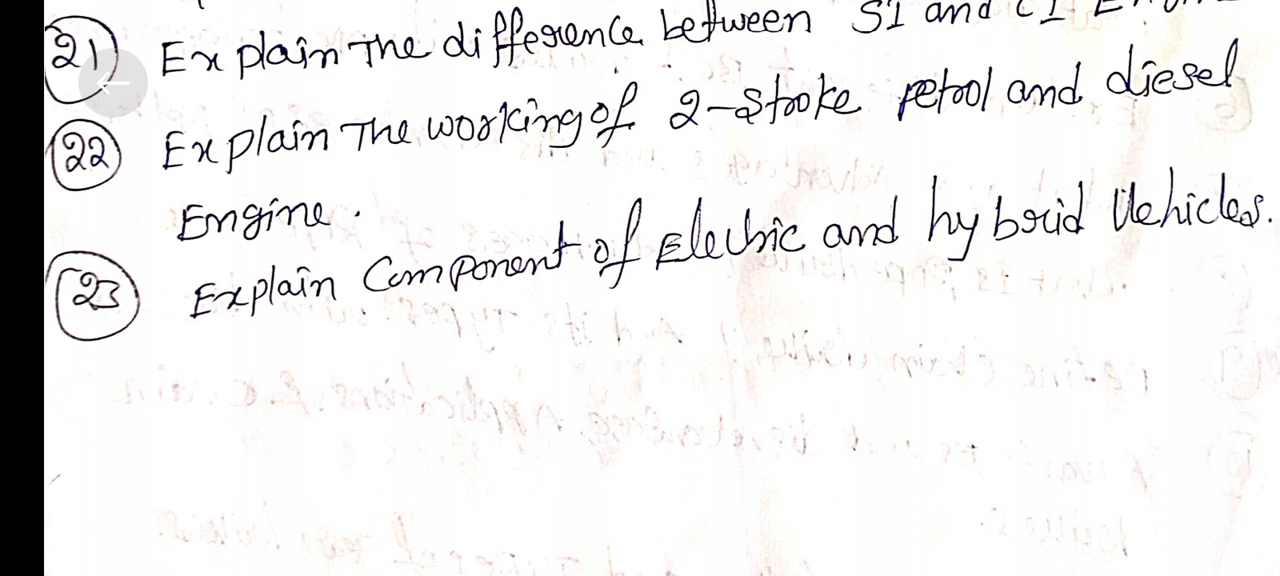 21) Explain The difference between SI and CI
22) Explain The working of 2-Stroke petrol and diesel
Engine.
23) Explain Component of Electric and hybrid Vehicles.